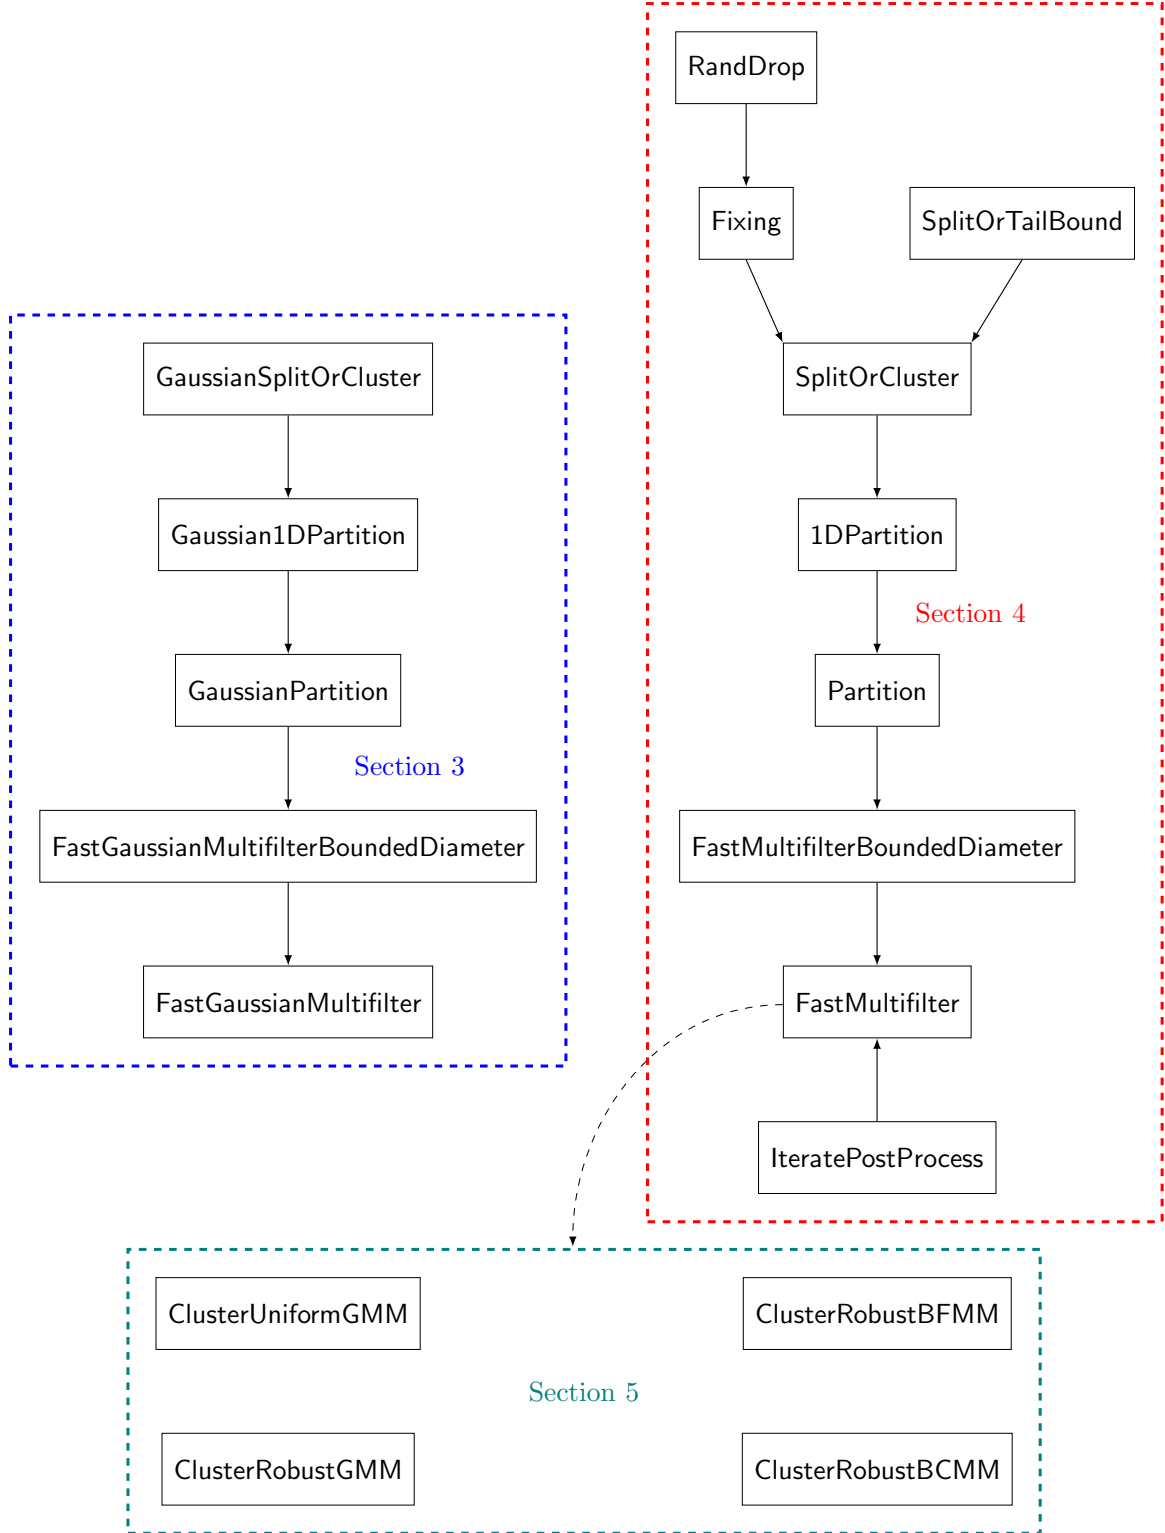 RandDrop
Fixing
SplitOrTailBound
GaussianSplitOrCluster
SplitOrCluster
Gaussian1DPartition
1DPartition
Section 4
GaussianPartition
Partition
Section 3
FastGaussianMultifilterBoundedDiameter
FastMultifilterBoundedDiameter
FastGaussianMultifilter
FastMultifilter
IteratePostProcess
ClusterUniformGMM
ClusterRobustBFMM
Section 5
ClusterRobustGMM
ClusterRobustBCMM